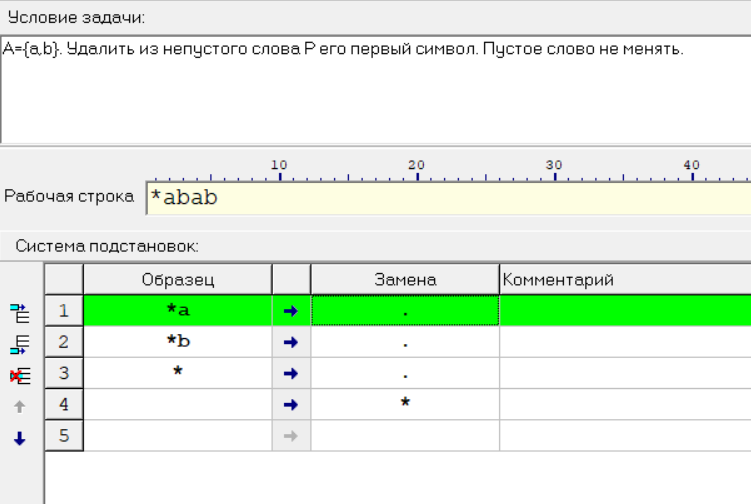 Условие задачи:
A={a,b}. Удалить из непустого слова P его первый символ. Пустое слово не менять.
10 20 30 40
Рабочая строка *abab
Система подстановок:
Образец Замена Комментарий
1 *a → .
2 *b → .
3 * → .
4 → *
5 →